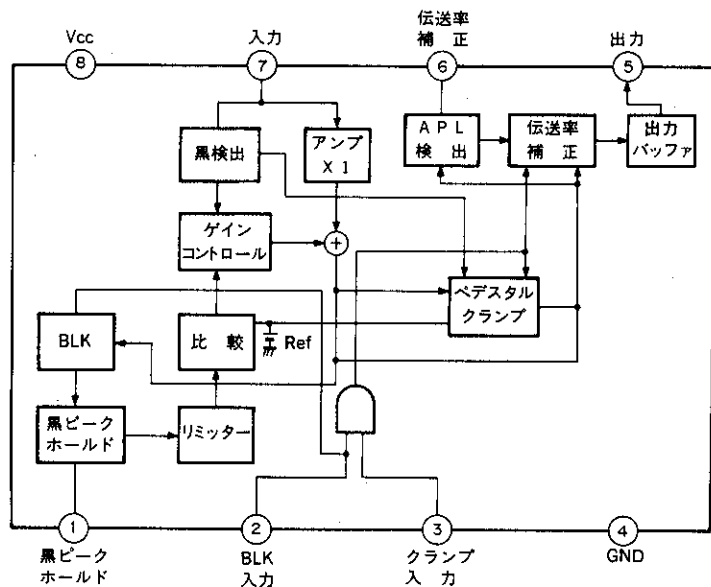 Vcc
8
入力
7
伝送率
補 正
6
出力
5
黒検出
アンプ
X 1
A P L
検 出
伝送率
補 正
出力
バッファ
ゲイン
コントロール
+
ペデスタル
クランプ
BLK
比 較
Ref
黒ピーク
ホールド
リミッター
1
黒ピーク
ホールド
2
BLK
入力
3
クランプ
入 力
4
GND